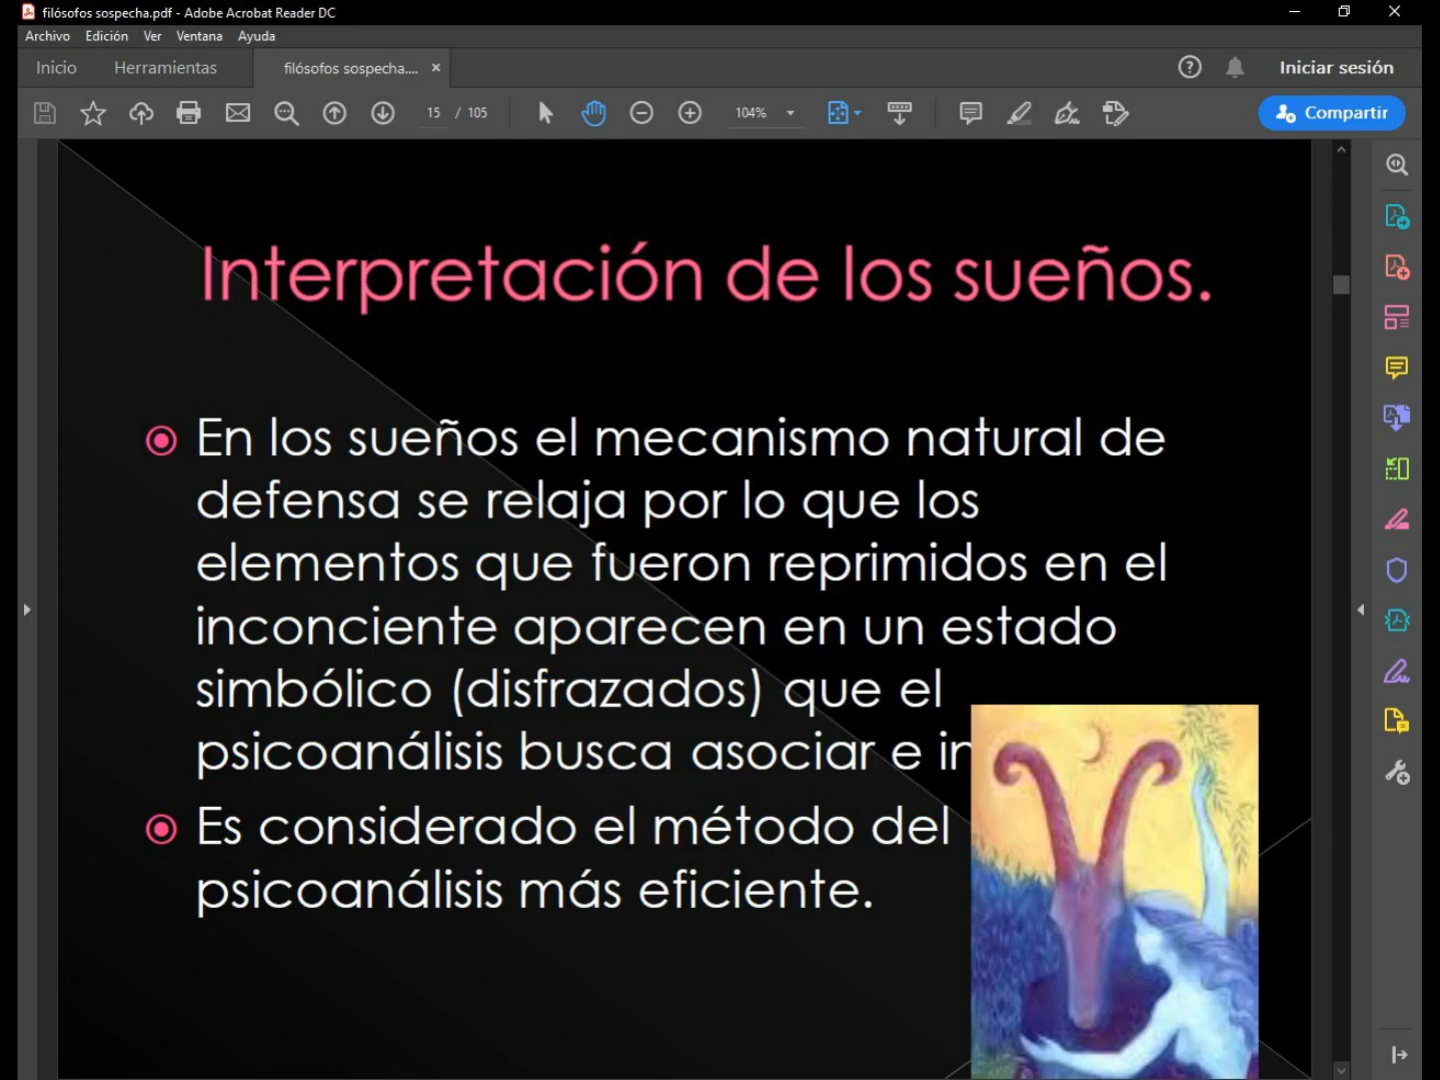 filósofos sospecha.pdf - Adobe Acrobat Reader DC
Archivo Edición Ver Ventana Ayuda
Inicio Herramientas filósofos sospecha.... × Iniciar sesión
15 / 105 104% Compartir
Interpretación de los sueños.
En los sueños el mecanismo natural de
defensa se relaja por lo que los
elementos que fueron reprimidos en el
inconciente aparecen en un estado
simbólico (disfrazados) que el
psicoanálisis busca asociar e
Es considerado el método del
psicoanálisis más eficiente.